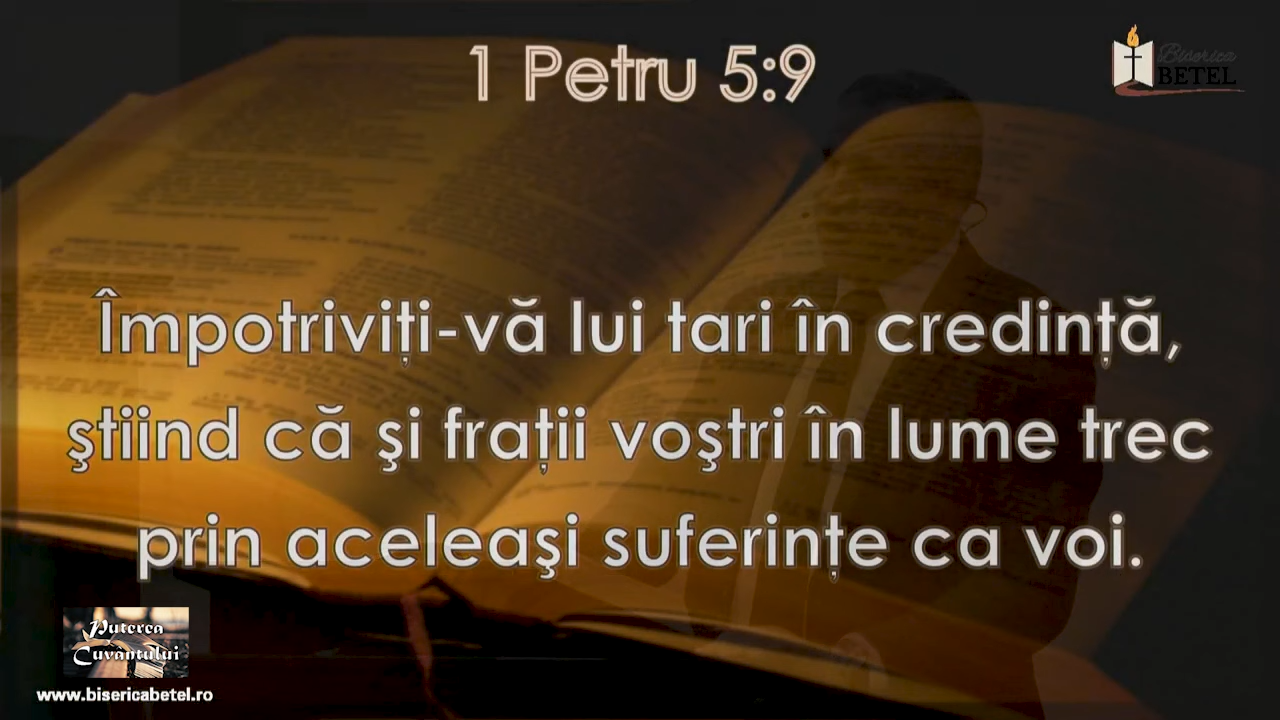 1 Petru 5:9
Biserica
BETEL
Împotriviți-vă lui tari în credință,
ştiind că şi frații voştri în lume trec
prin aceleaşi suferințe ca voi.
Puterea
Cuvântului
www.bisericabetel.ro